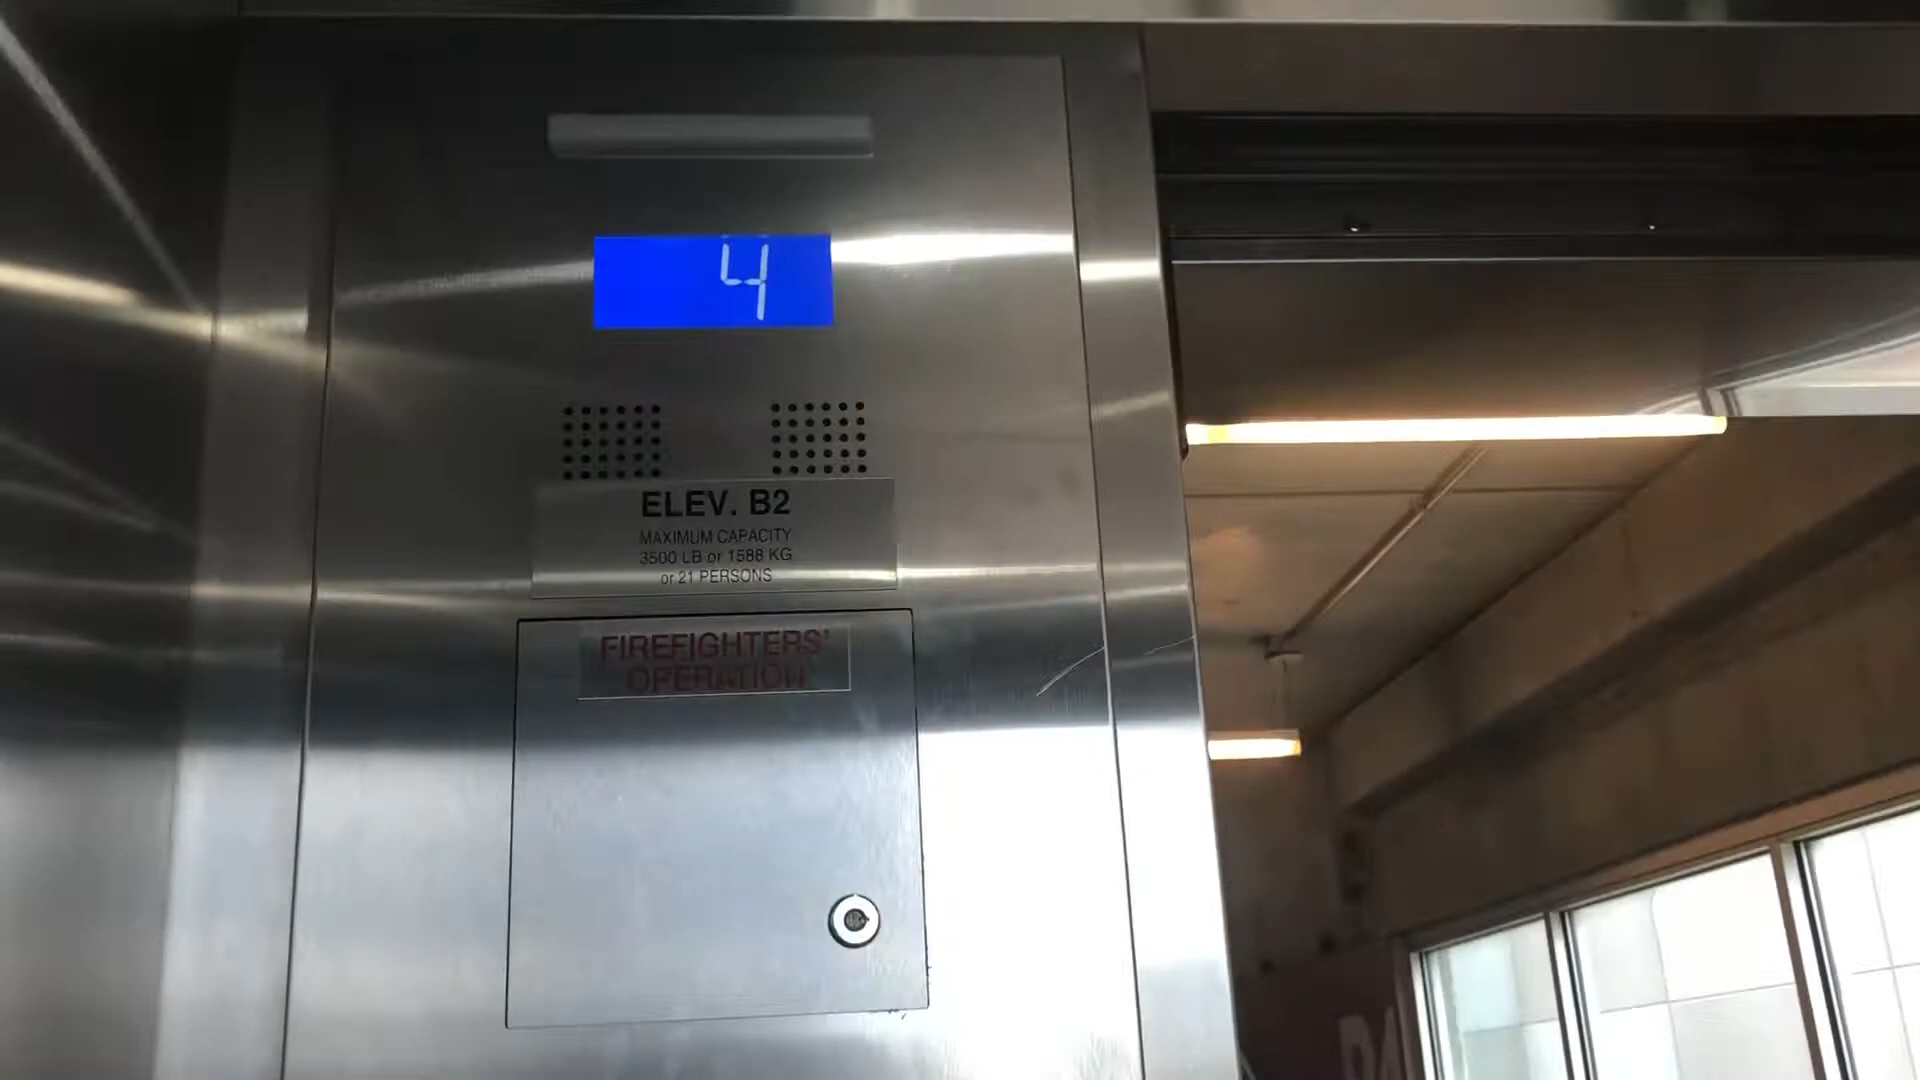 4
ELEV. B2
MAXIMUM CAPACITY
3500 LB or 1588 KG
or 21 PERSONS
FIREFIGHTERS'
OPERATION